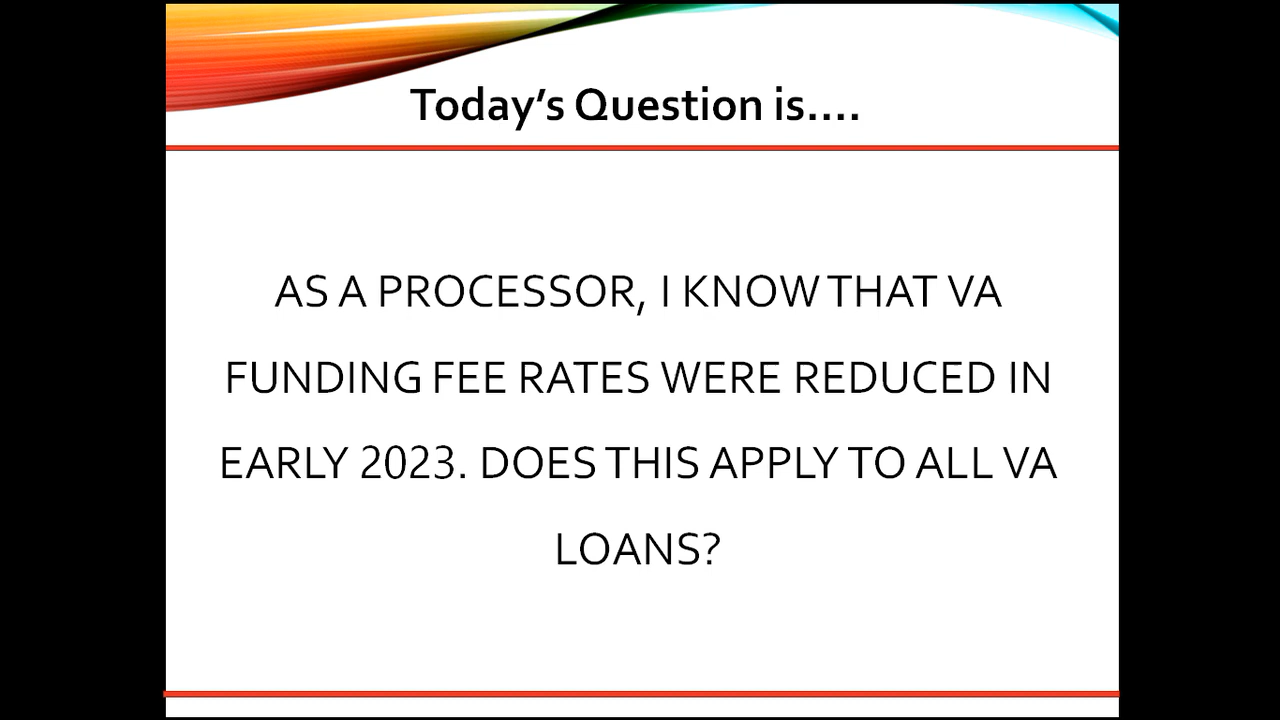 Today’s Question is....
AS A PROCESSOR, I KNOW THAT VA
FUNDING FEE RATES WERE REDUCED IN
EARLY 2023. DOES THIS APPLY TO ALL VA
LOANS?